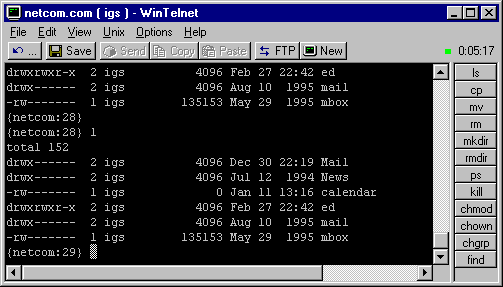 netcom.com ( igs ) - WinTelnet
File Edit View Unix Options Help
... Save Send Copy Paste FTP New 0:05:17
drwxrwxr-x  2 igs          4096 Feb 27 22:42 ed
drwx------  2 igs          4096 Aug 10  1995 mail
-rw-------  1 igs        135153 May 29  1995 mbox
{netcom:28}
{netcom:28} l
total 152
drwx------  2 igs          4096 Dec 30 22:19 Mail
drwx------  2 igs          4096 Jul 12  1994 News
-rw-------  1 igs             0 Jan 11 13:16 calendar
drwxrwxr-x  2 igs          4096 Feb 27 22:42 ed
drwx------  2 igs          4096 Aug 10  1995 mail
-rw-------  1 igs        135153 May 29  1995 mbox
{netcom:29}
ls
cp
mv
rm
mkdir
rmdir
ps
kill
chmod
chown
chgrp
find